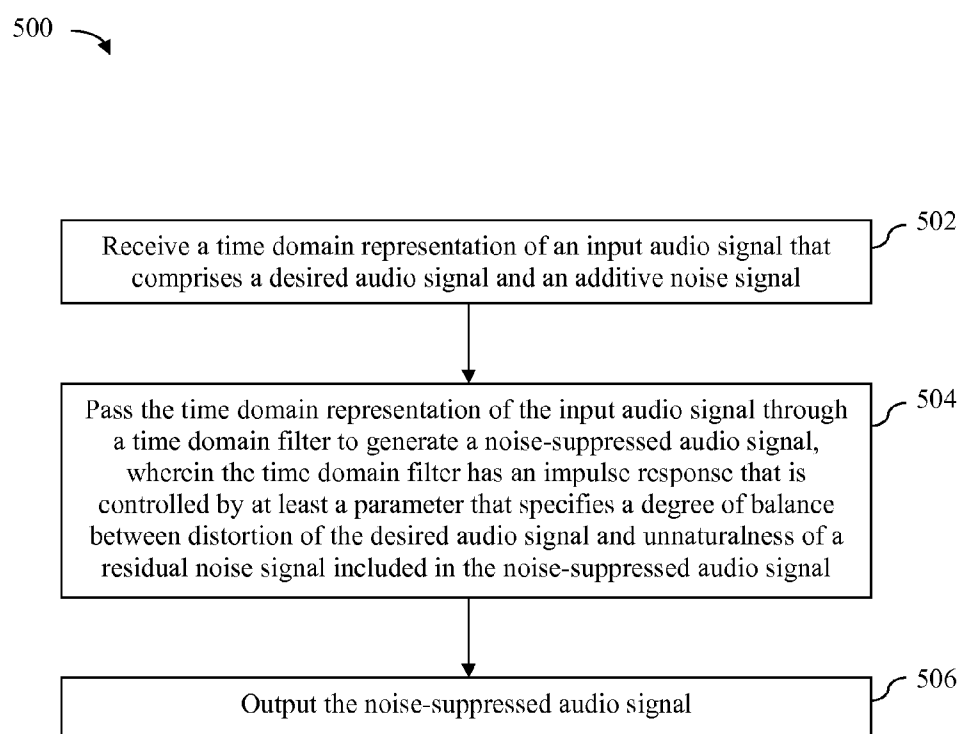 500
502
Receive a time domain representation of an input audio signal that
comprises a desired audio signal and an additive noise signal
504
Pass the time domain representation of the input audio signal through
a time domain filter to generate a noise-suppressed audio signal,
wherein the time domain filter has an impulse response that is
controlled by at least a parameter that specifies a degree of balance
between distortion of the desired audio signal and unnaturalness of a
residual noise signal included in the noise-suppressed audio signal
506
Output the noise-suppressed audio signal